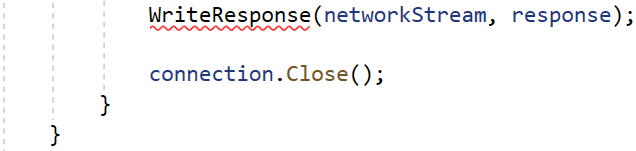 WriteResponse(networkStream, response);
connection.Close();
}
}